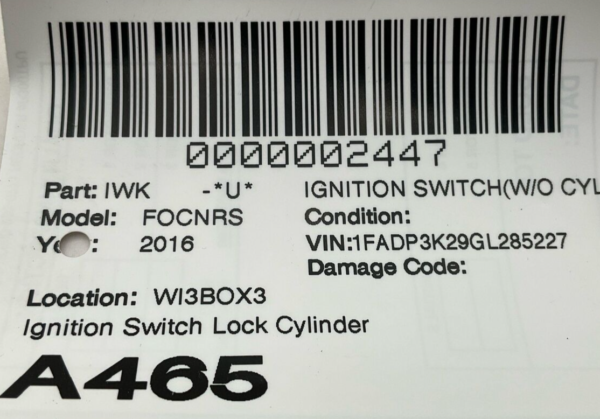 0000002447
Part: IWK -*U* IGNITION SWITCH(W/O CYL
Model: FOCNRS Condition:
Ye : 2016 VIN:1FADP3K29GL285227
Damage Code:
Location: WI3BOX3
Ignition Switch Lock Cylinder
A465